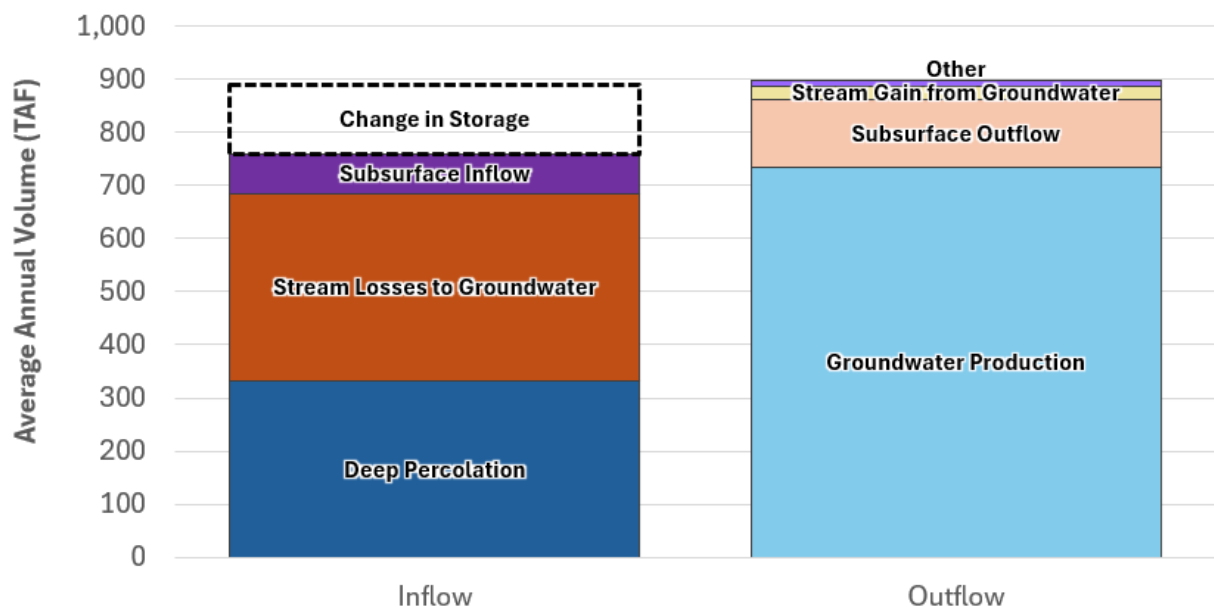 Average Annual Volume (TAF)
1,000
900
800
700
600
500
400
300
200
100
0
Change in Storage
Subsurface Inflow
Stream Losses to Groundwater
Deep Percolation
Other
Stream Gain from Groundwater
Subsurface Outflow
Groundwater Production
Inflow
Outflow